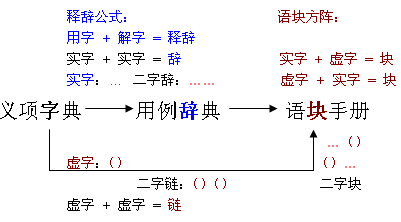 释辞公式： 语块方阵：
用字 + 解字 = 释辞
实字 + 实字 = 辞 实字 + 虚字 = 块
实字：… 二字辞：…… 虚字 + 实字 = 块
义项字典 用例辞典 语块手册
… ( )
虚字：( ) ( ) …
二字链：( ) ( ) 二字块
虚字 + 虚字 = 链